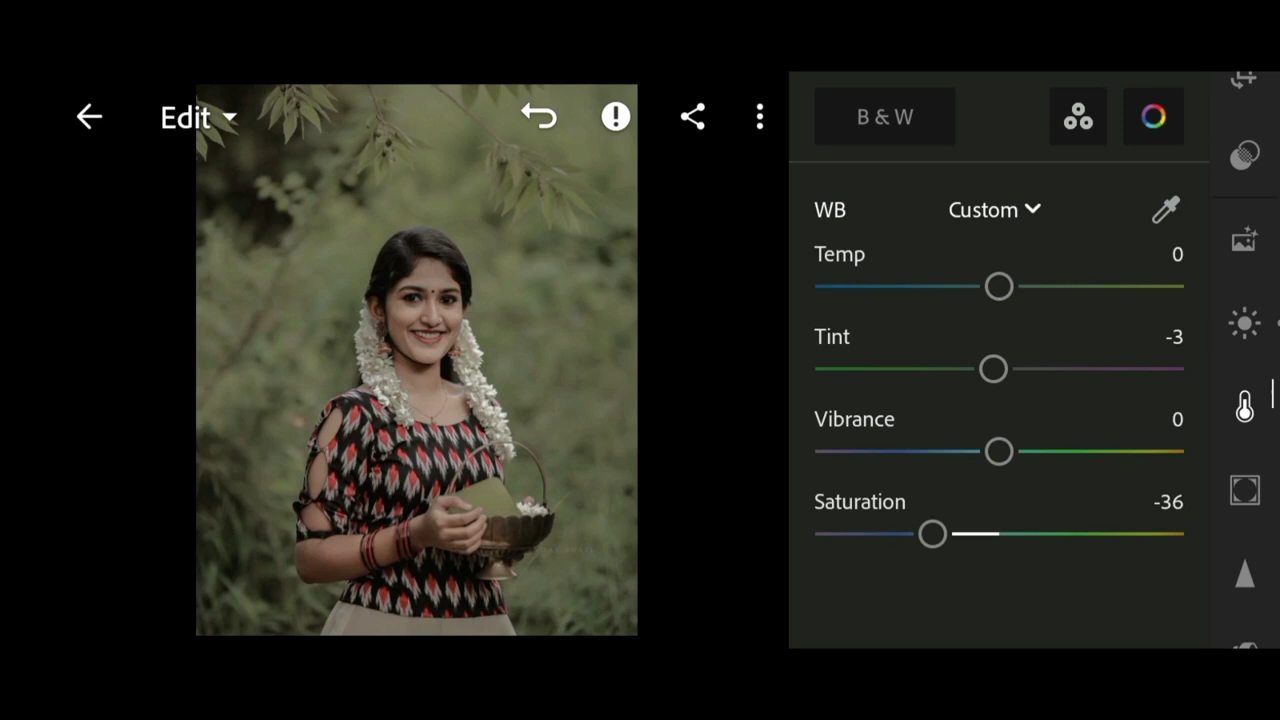 Edit
B & W
WB Custom
Temp 0
Tint -3
Vibrance 0
Saturation -36